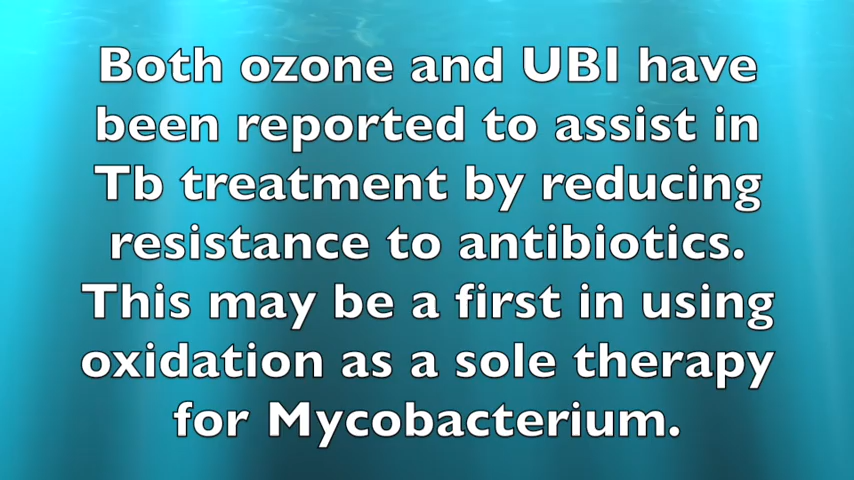 Both ozone and UBI have
been reported to assist in
Tb treatment by reducing
resistance to antibiotics.
This may be a first in using
oxidation as a sole therapy
for Mycobacterium.